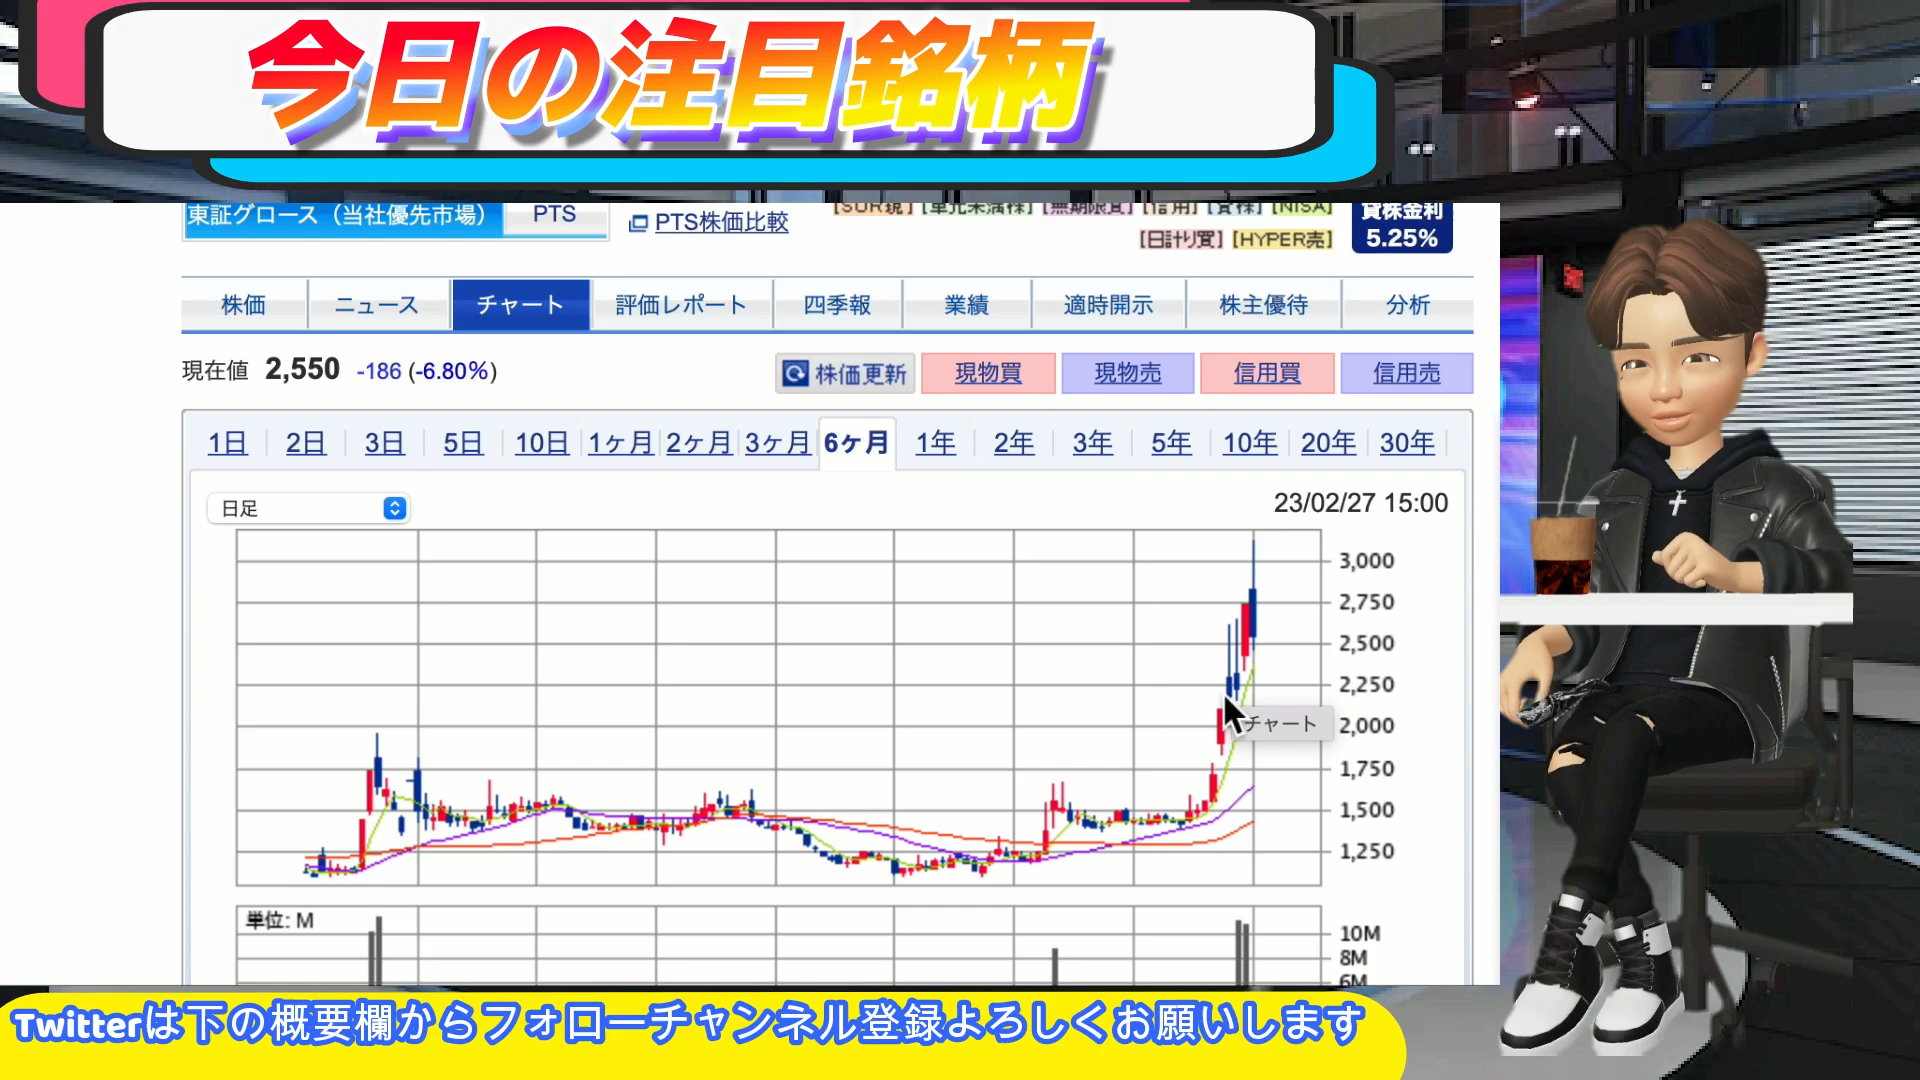 今日の注目銘柄
東証グロース（当社優先市場）
PTS
PTS株価比較
[信用]
[NISA]
[日計り売]
[HYPER売]
貸株金利
5.25%
株価
ニュース
チャート
評価レポート
四季報
業績
適時開示
株主優待
分析
現在値 2,550 -186 (-6.80%)
株価更新
現物買
現物売
信用買
信用売
1日
2日
3日
5日
10日
1ヶ月
2ヶ月
3ヶ月
6ヶ月
1年
2年
3年
5年
10年
20年
30年
日足
23/02/27 15:00
3,000
2,750
2,500
2,250
チャート
2,000
1,750
1,500
1,250
単位: M
10M
8M
6M
Twitterは下の概要欄からフォローチャンネル登録よろしくお願いします